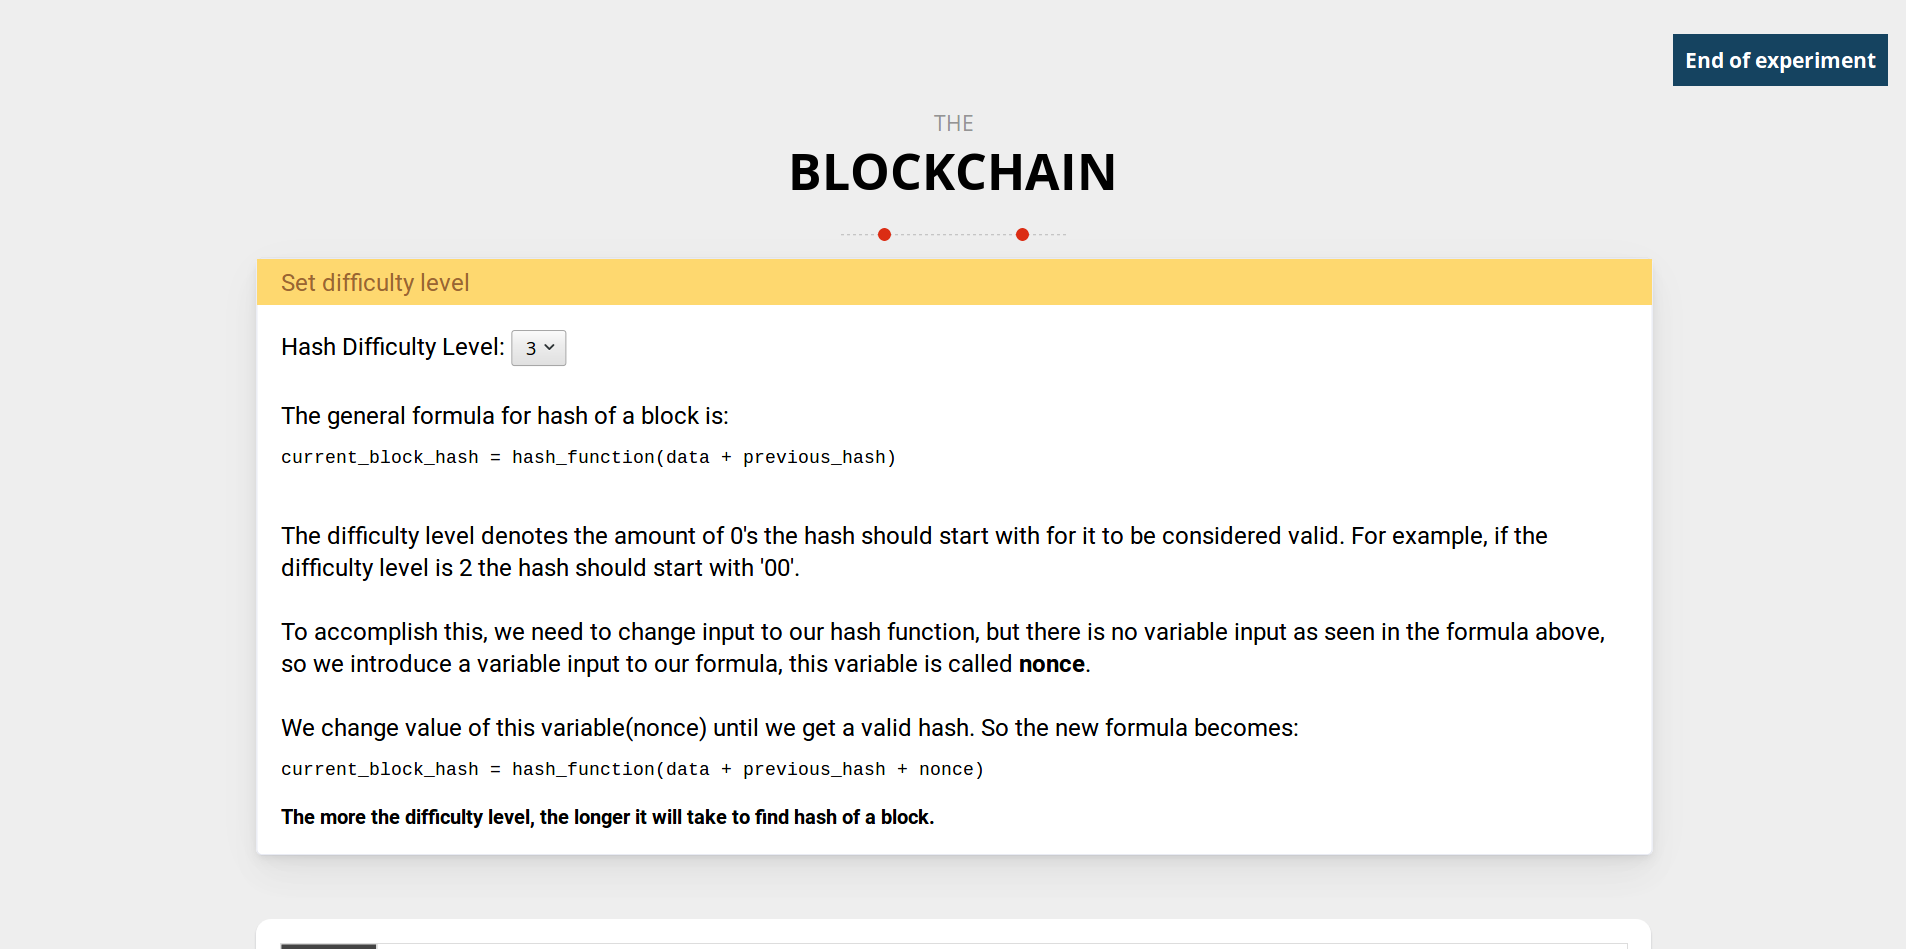 End of experiment
THE
BLOCKCHAIN
Set difficulty level
Hash Difficulty Level: 3
The general formula for hash of a block is:
current_block_hash = hash_function(data + previous_hash)
The difficulty level denotes the amount of 0's the hash should start with for it to be considered valid. For example, if the
difficulty level is 2 the hash should start with '00'.
To accomplish this, we need to change input to our hash function, but there is no variable input as seen in the formula above,
so we introduce a variable input to our formula, this variable is called nonce.
We change value of this variable(nonce) until we get a valid hash. So the new formula becomes:
current_block_hash = hash_function(data + previous_hash + nonce)
The more the difficulty level, the longer it will take to find hash of a block.